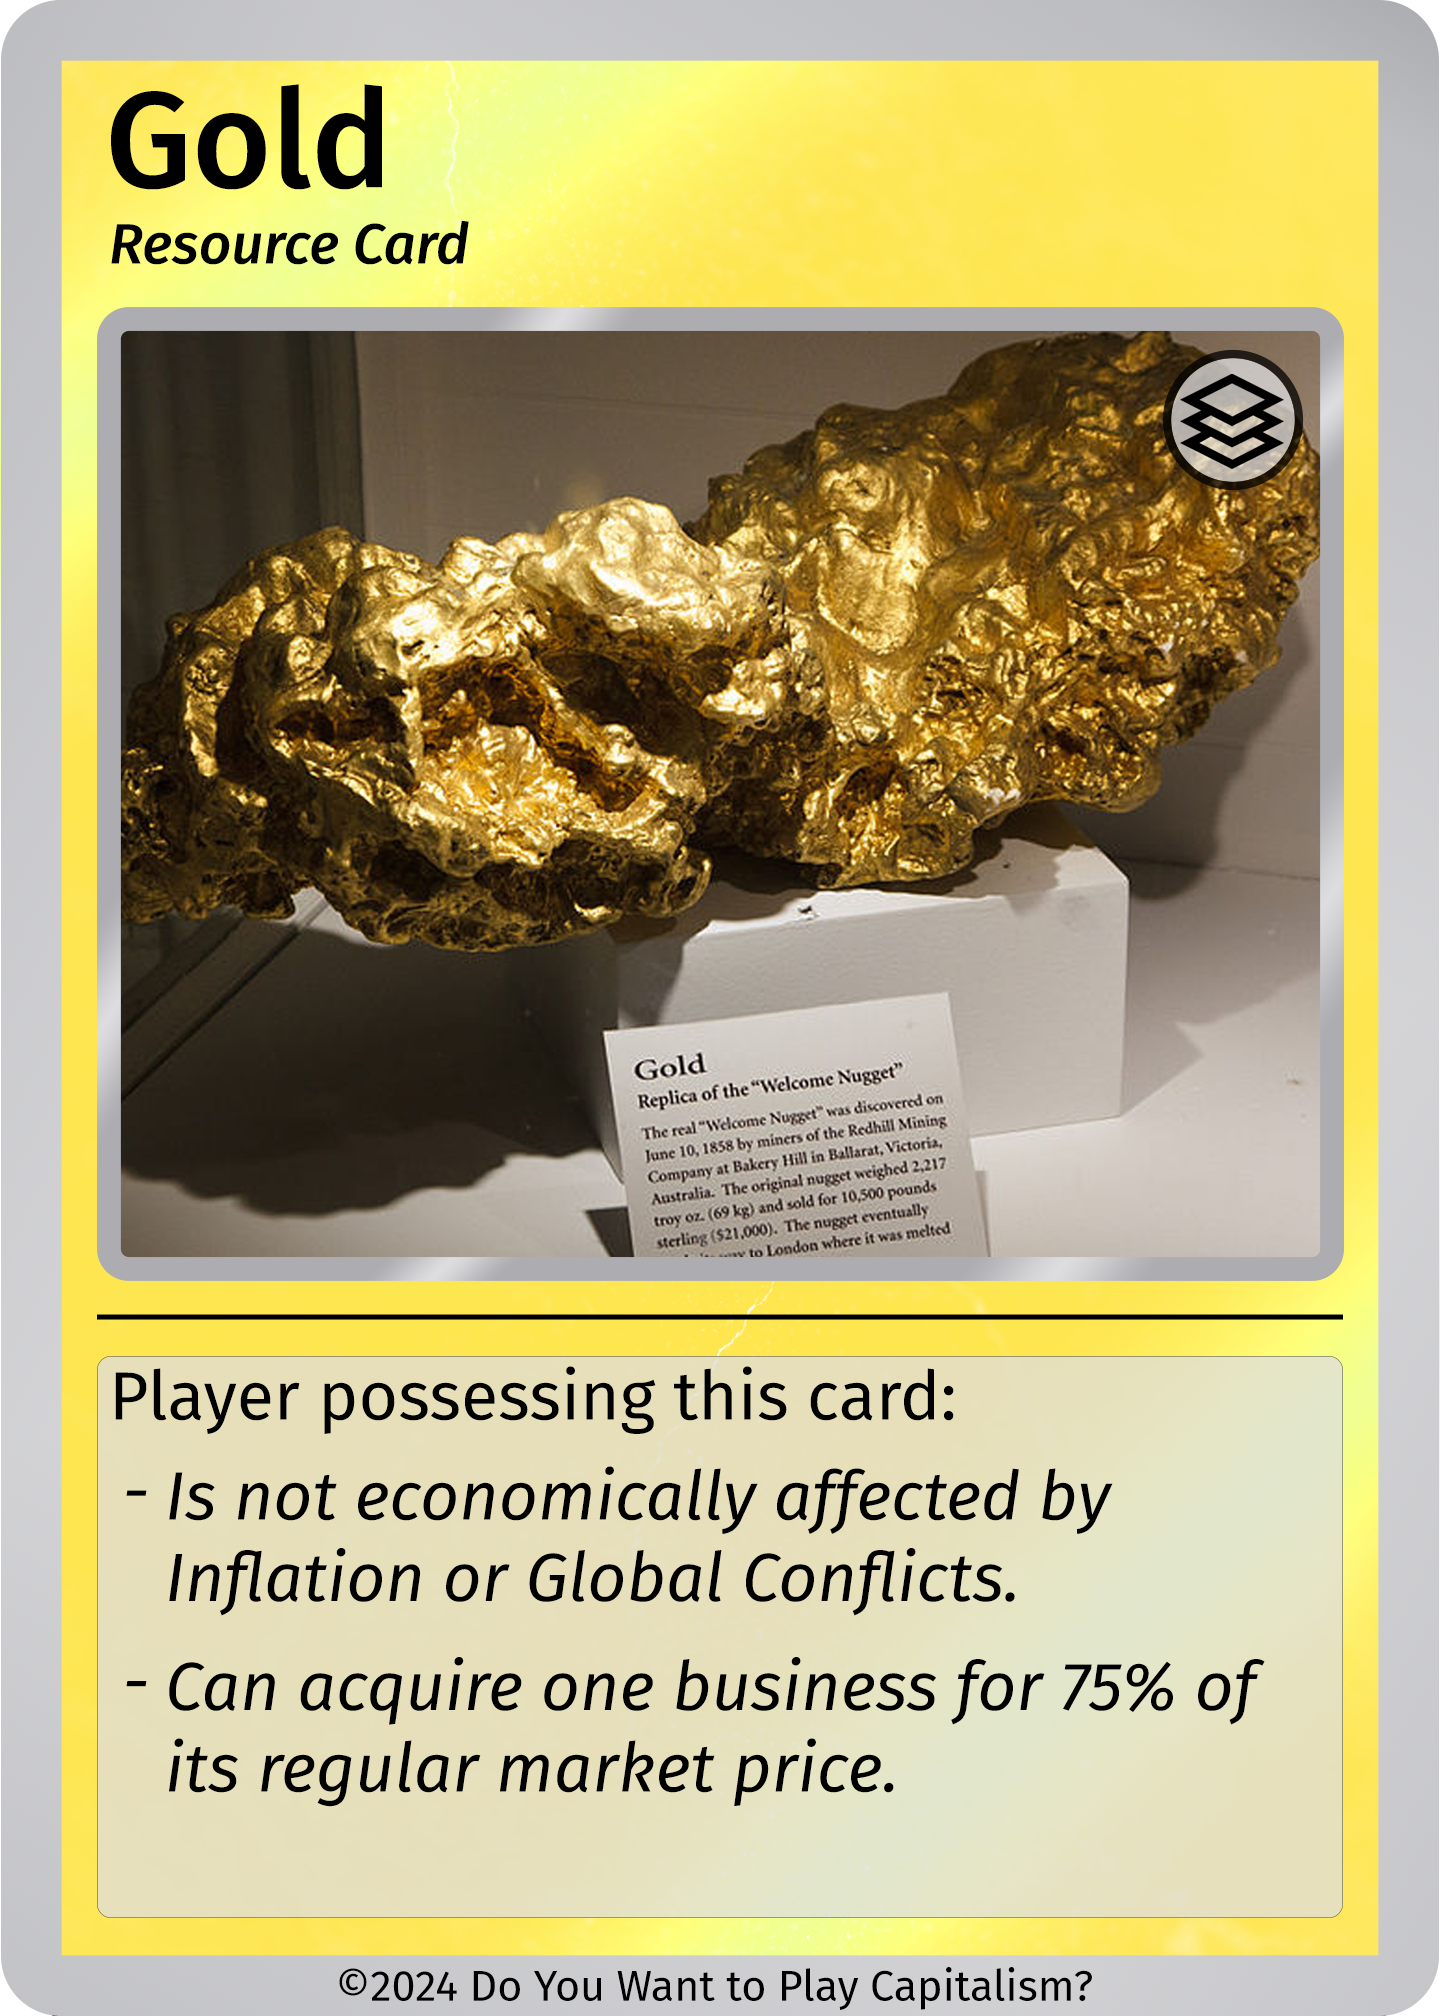 Gold
Resource Card
Gold
Replica of the “Welcome Nugget”
The real “Welcome Nugget” was discovered on
June 10, 1858 by miners of the Redhill Mining
Company at Bakery Hill in Ballarat, Victoria,
Australia. The original nugget weighed 2,217
troy oz. (69 kg) and sold for 10,500 pounds
sterling ($21,000). The nugget eventually
to London where it was melted
Player possessing this card:
- Is not economically affected by
Inflation or Global Conflicts.
- Can acquire one business for 75% of
its regular market price.
©2024 Do You Want to Play Capitalism?